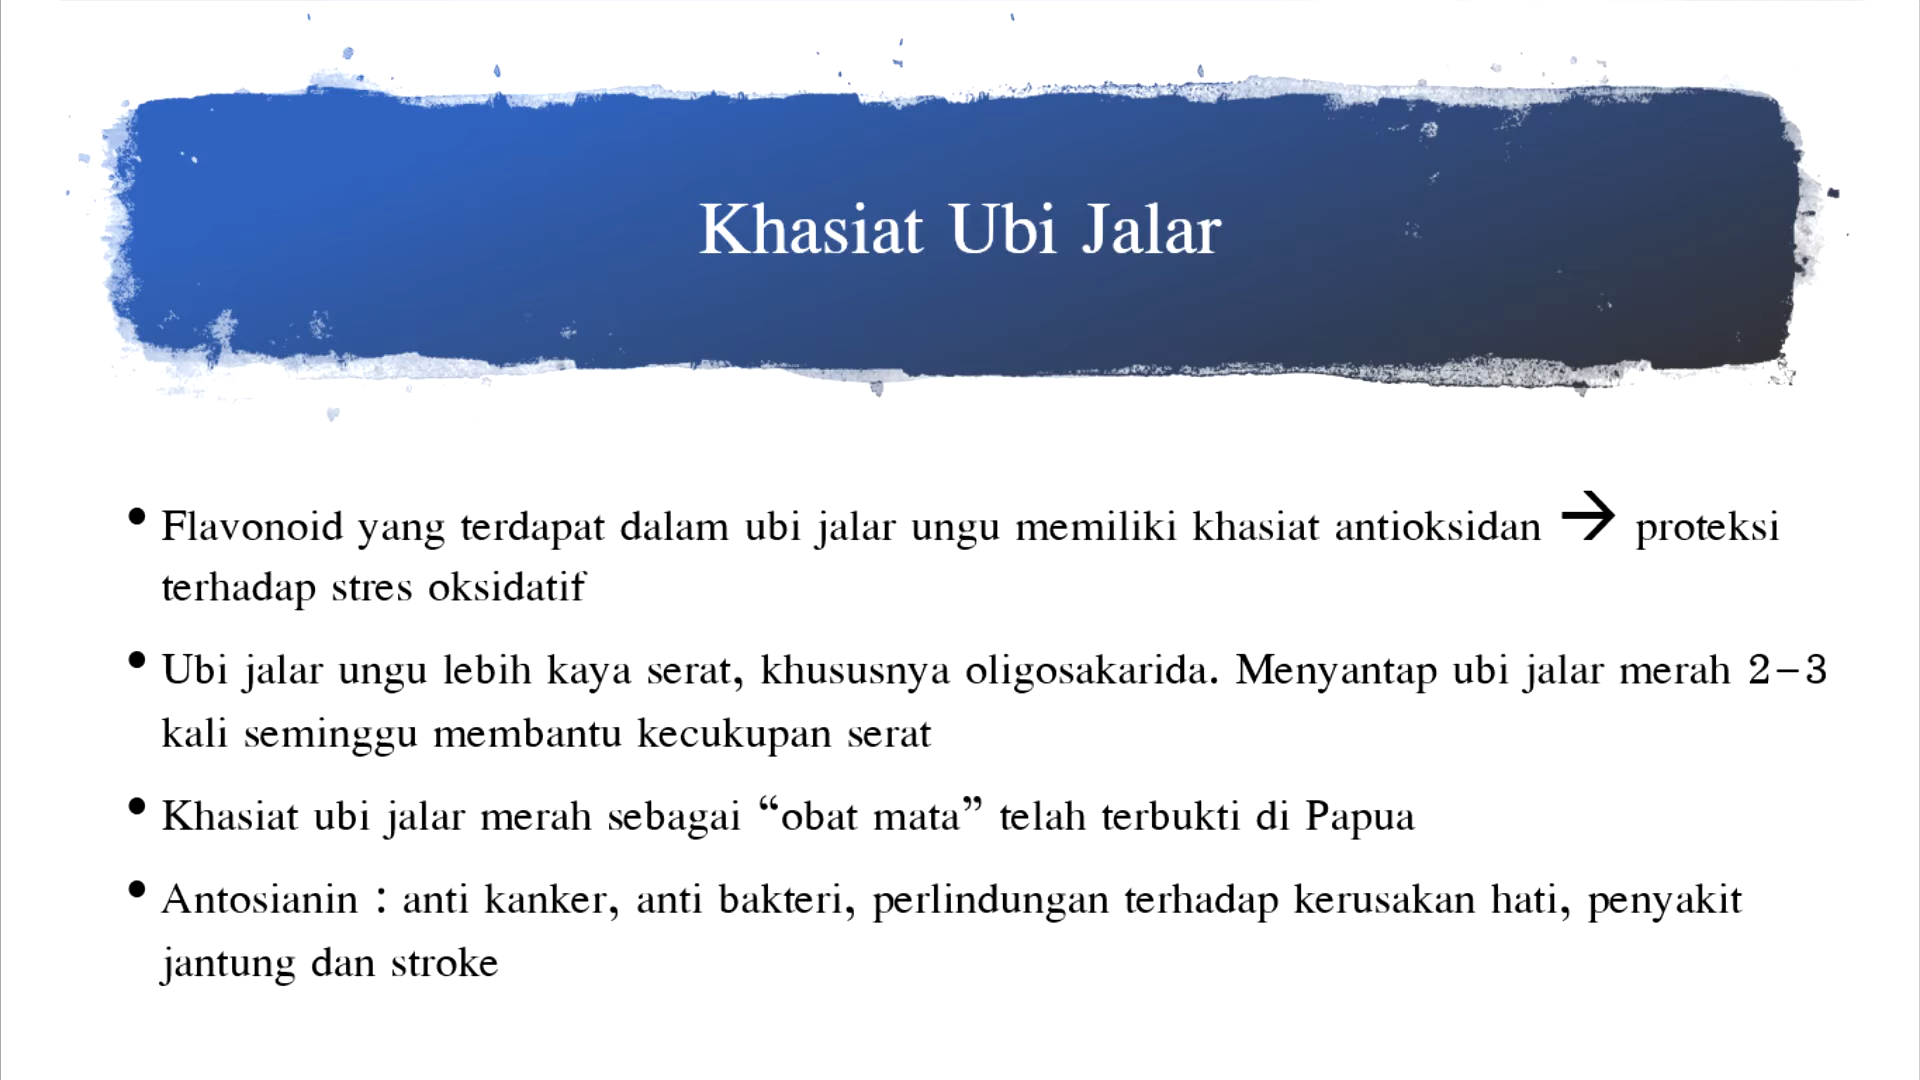 Khasiat Ubi Jalar
• Flavonoid yang terdapat dalam ubi jalar ungu memiliki khasiat antioksidan → proteksi
terhadap stres oksidatif
• Ubi jalar ungu lebih kaya serat, khususnya oligosakarida. Menyantap ubi jalar merah 2–3
kali seminggu membantu kecukupan serat
• Khasiat ubi jalar merah sebagai “obat mata” telah terbukti di Papua
• Antosianin : anti kanker, anti bakteri, perlindungan terhadap kerusakan hati, penyakit
jantung dan stroke